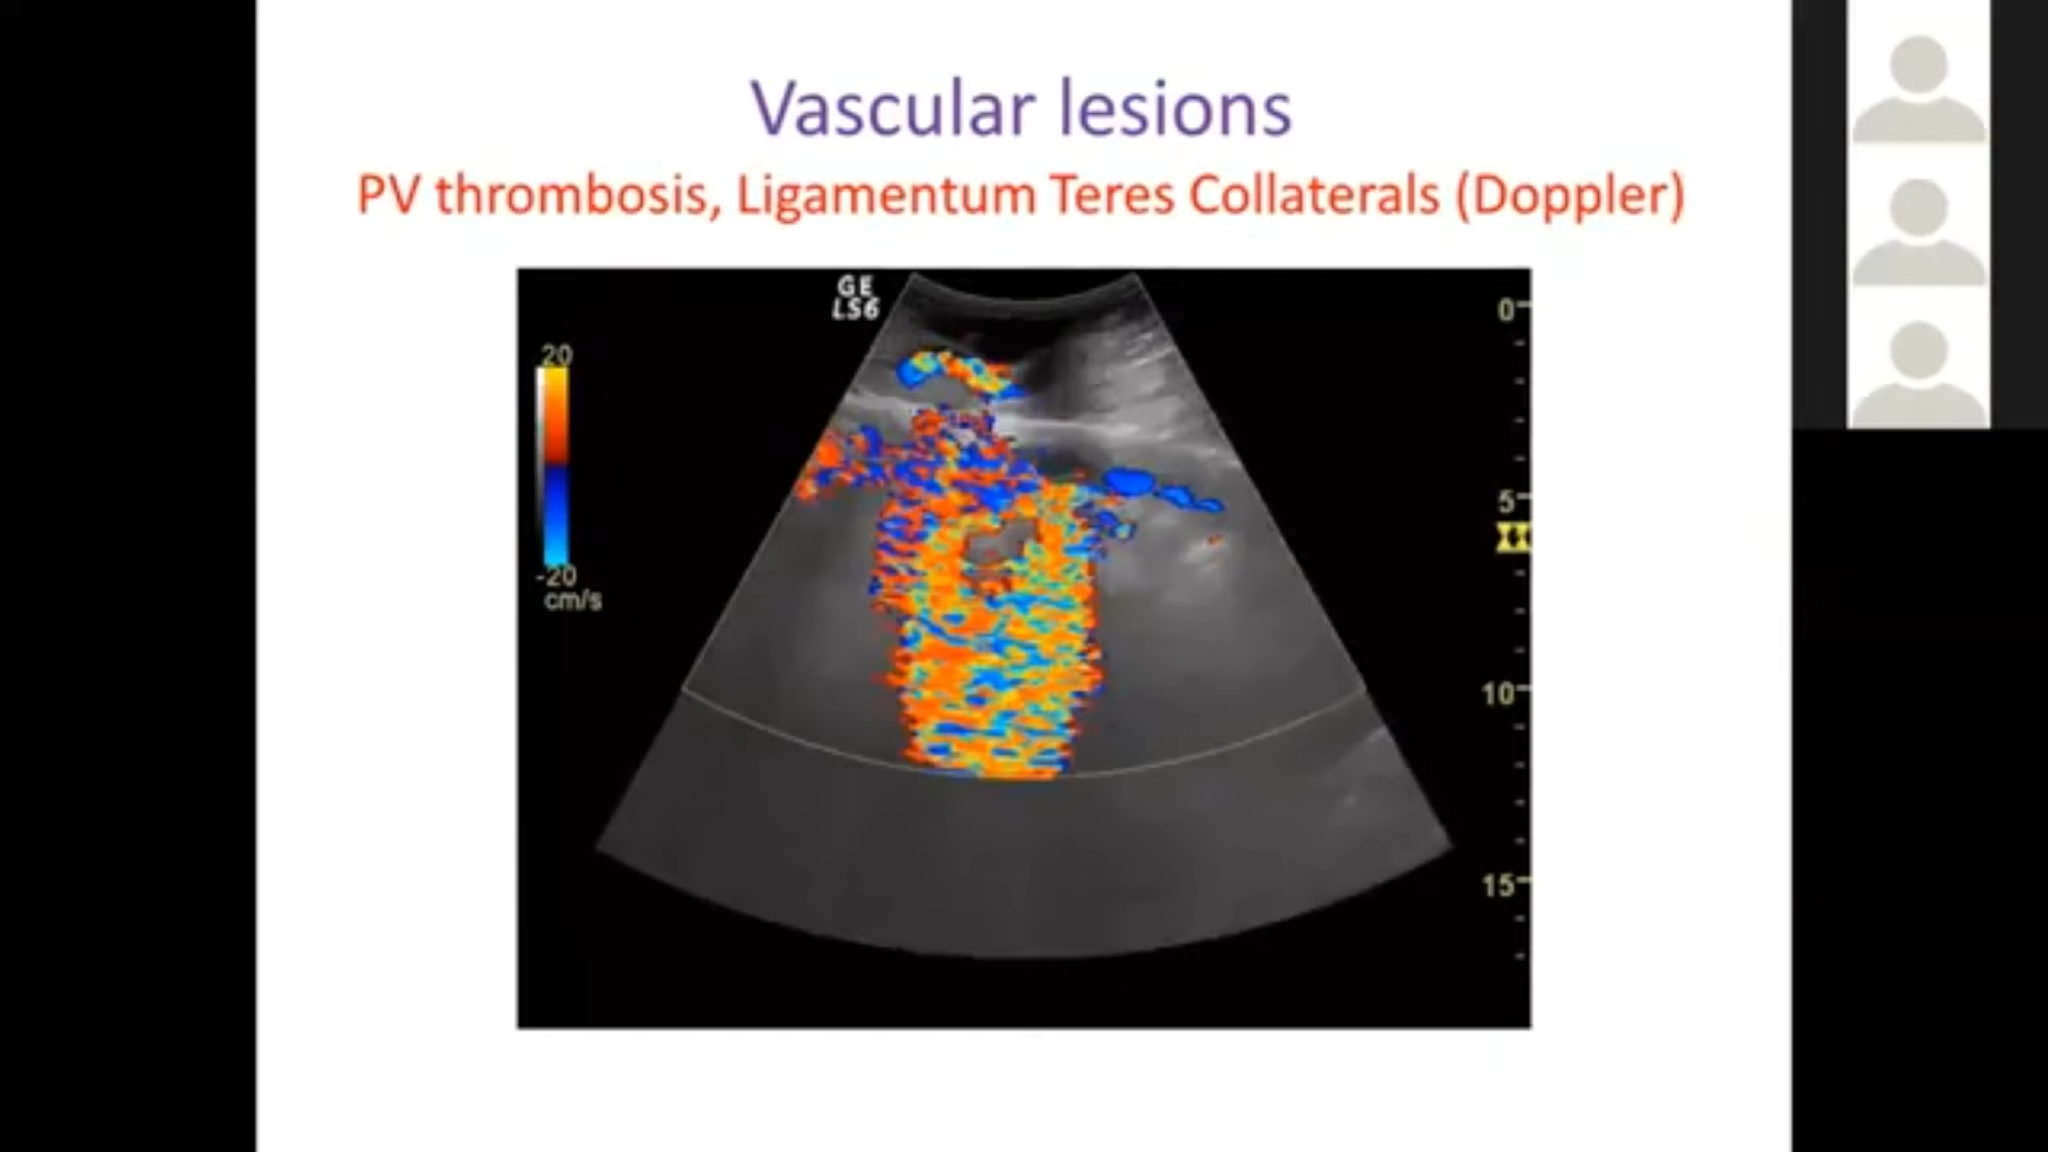 Vascular lesions
PV thrombosis, Ligamentum Teres Collaterals (Doppler)
GE
LS6
20
-20
cm/s
0
5
10
15